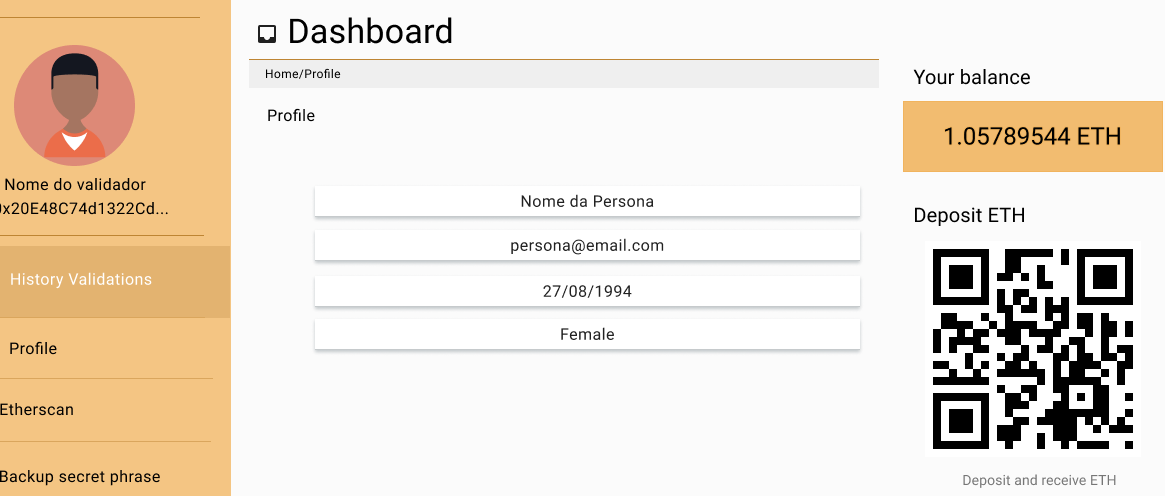 Nome do validador
0x20E48C74d1322Cd...
History Validations
Profile
Etherscan
Backup secret phrase
Dashboard
Home/Profile
Profile
Nome da Persona
persona@email.com
27/08/1994
Female
Your balance
1.05789544 ETH
Deposit ETH
Deposit and receive ETH